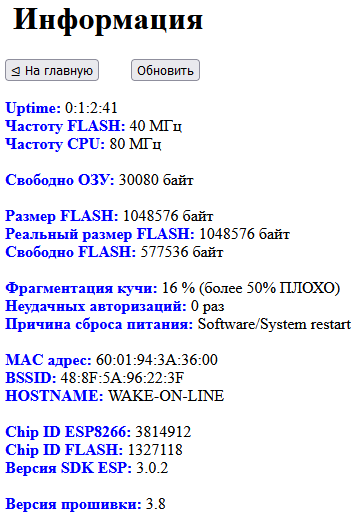 Информация
⊴ На главную
Обновить
Uptime: 0:1:2:41
Частоту FLASH: 40 МГц
Частоту CPU: 80 МГц
Свободно ОЗУ: 30080 байт
Размер FLASH: 1048576 байт
Реальный размер FLASH: 1048576 байт
Свободно FLASH: 577536 байт
Фрагментация кучи: 16 % (более 50% ПЛОХО)
Неудачных авторизаций: 0 раз
Причина сброса питания: Software/System restart
MAC адрес: 60:01:94:3A:36:00
BSSID: 48:8F:5A:96:22:3F
HOSTNAME: WAKE-ON-LINE
Chip ID ESP8266: 3814912
Chip ID FLASH: 1327118
Версия SDK ESP: 3.0.2
Версия прошивки: 3.8